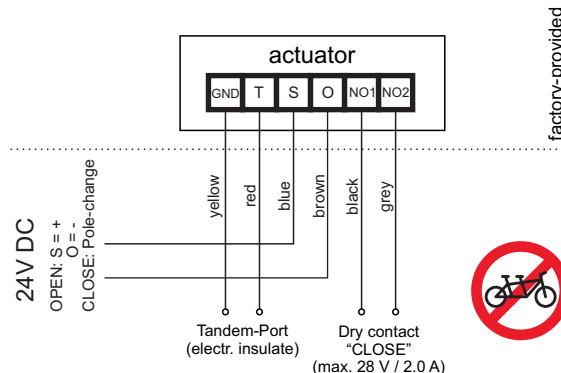 actuator
GND T S O NO1 NO2
factory-provided
yellow
red
blue
brown
black
grey
24V DC
OPEN: S = +
O = -
CLOSE: Pole-change
Tandem-Port
(electr. insulate)
Dry contact
“CLOSE”
(max. 28 V / 2.0 A)